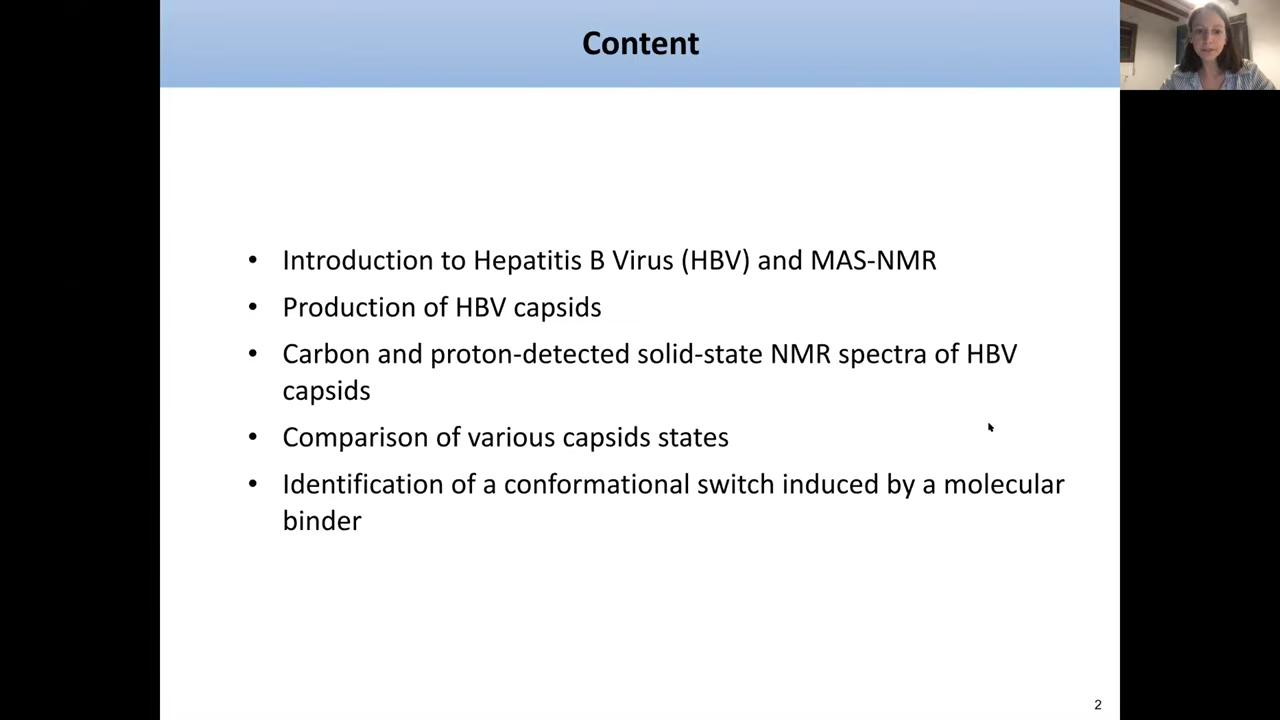 Content
• Introduction to Hepatitis B Virus (HBV) and MAS-NMR
• Production of HBV capsids
• Carbon and proton-detected solid-state NMR spectra of HBV
capsids
• Comparison of various capsids states
• Identification of a conformational switch induced by a molecular
binder
2